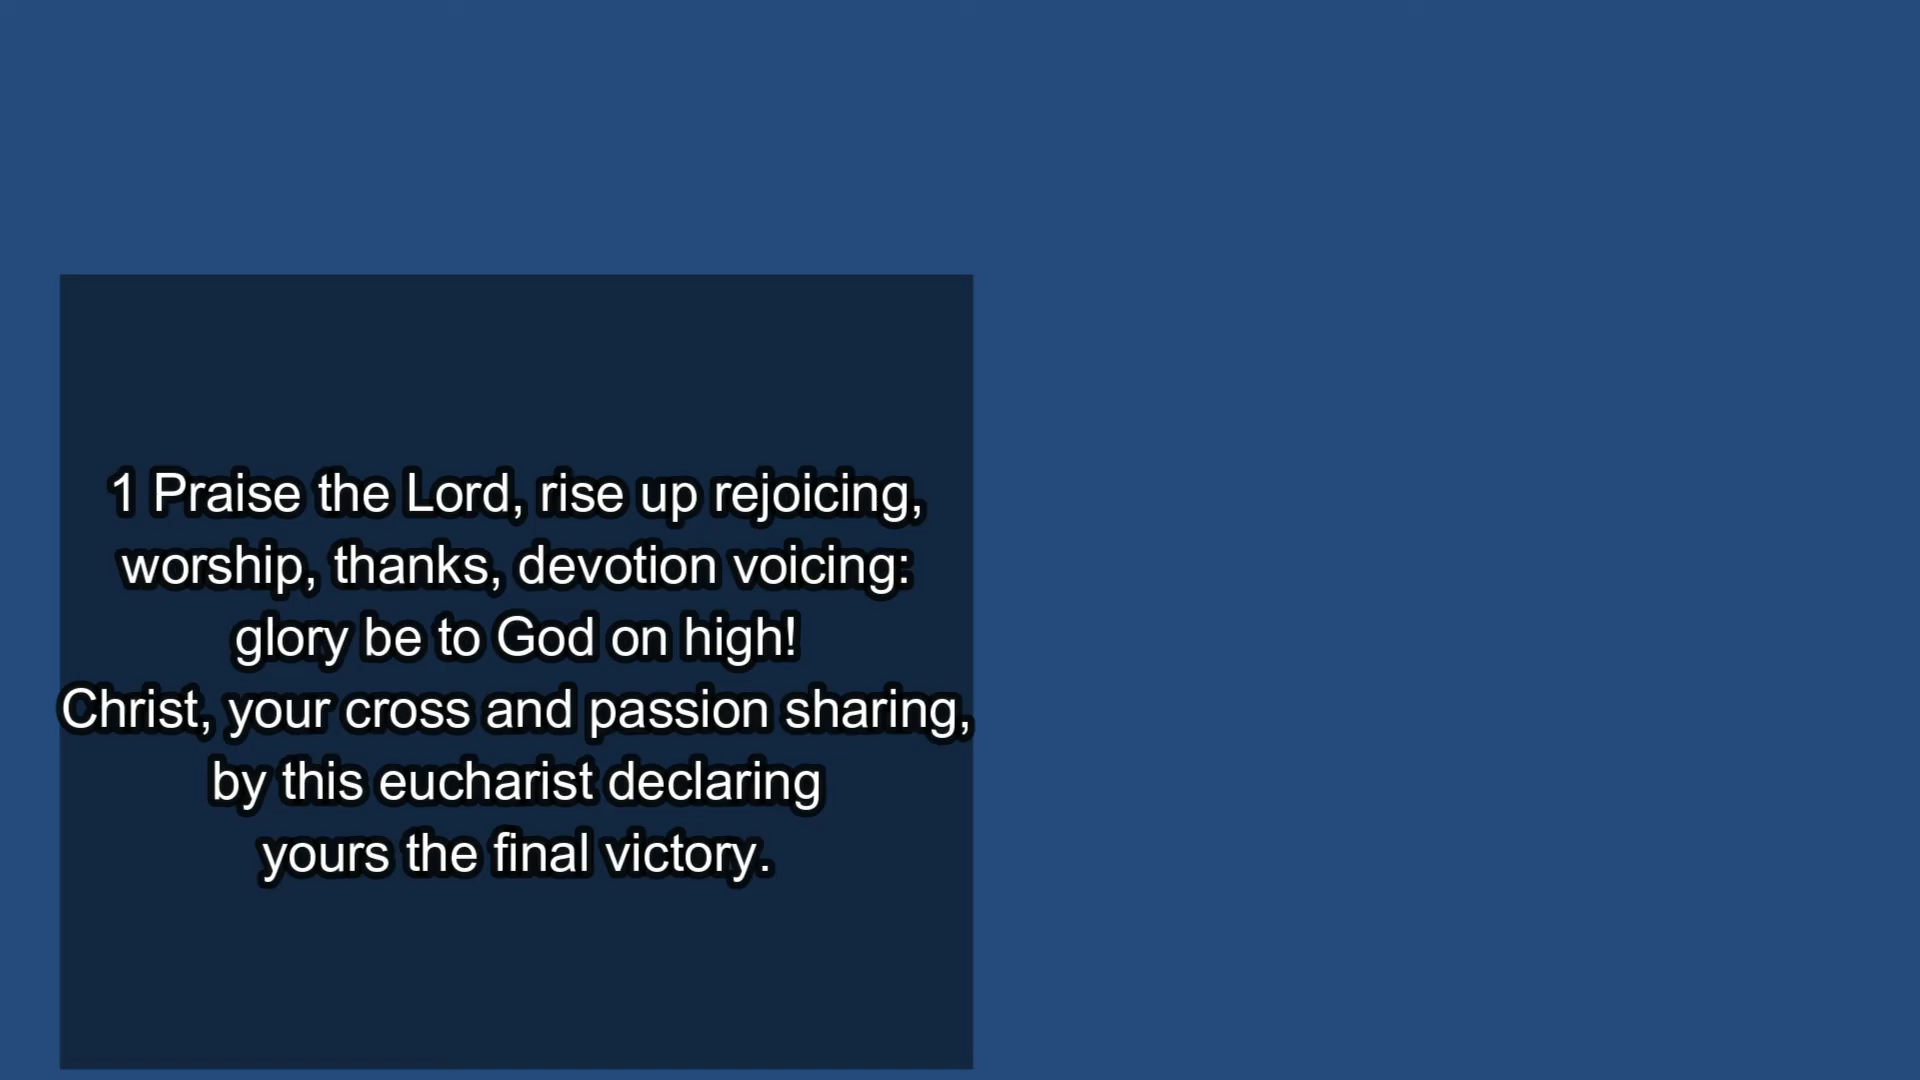 1 Praise the Lord, rise up rejoicing,
worship, thanks, devotion voicing:
glory be to God on high!
Christ, your cross and passion sharing,
by this eucharist declaring
yours the final victory.